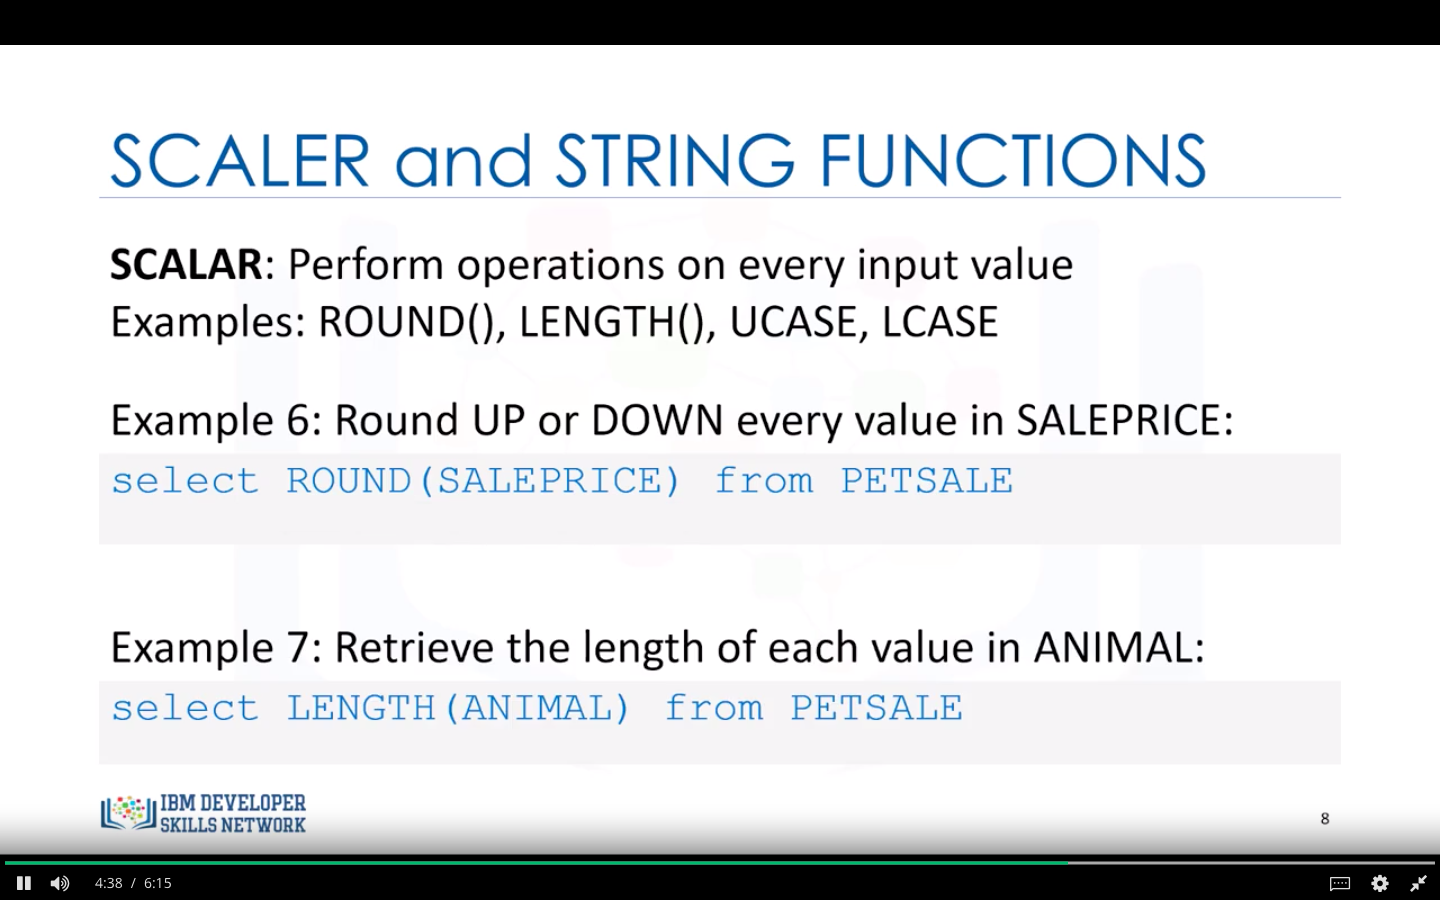 SCALER and STRING FUNCTIONS
SCALAR: Perform operations on every input value
Examples: ROUND(), LENGTH(), UCASE, LCASE
Example 6: Round UP or DOWN every value in SALEPRICE:
select ROUND(SALEPRICE) from PETSALE
Example 7: Retrieve the length of each value in ANIMAL:
select LENGTH(ANIMAL) from PETSALE
IBM DEVELOPER
SKILLS NETWORK
8
4:38 / 6:15